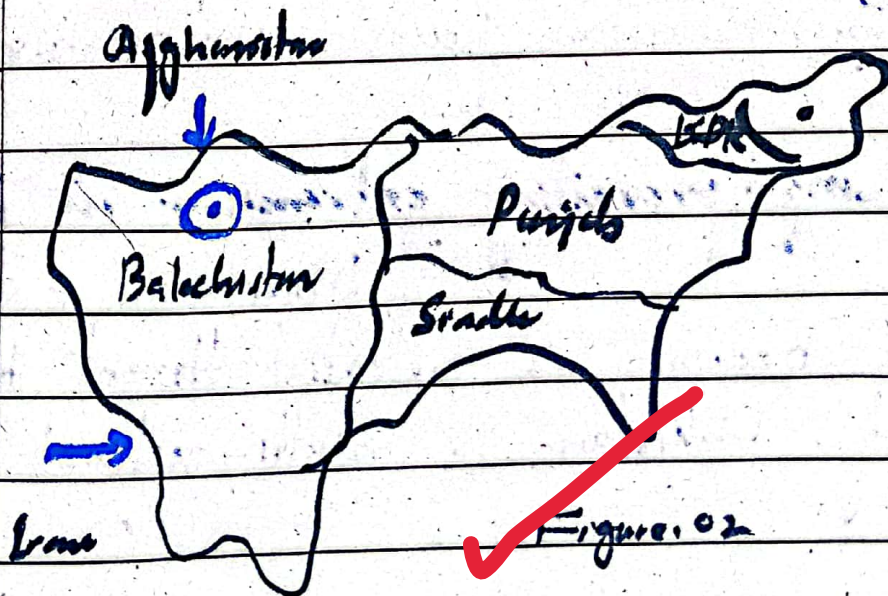 Afghanistan
KPK
Punjab
Balochistan
Sindh
Iran
Figure. 02